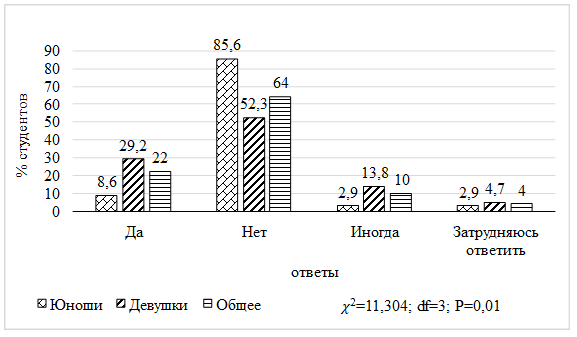 % студентов
90
80
70
60
50
40
30
20
10
0
8,6
29,2
22
85,6
52,3
64
2,9
13,8
10
2,9
4,7
4
Да
Нет
Иногда
Затрудняюсь
ответить
ответы
Юноши Девушки Общее
χ²=11,304; df=3; P=0,01